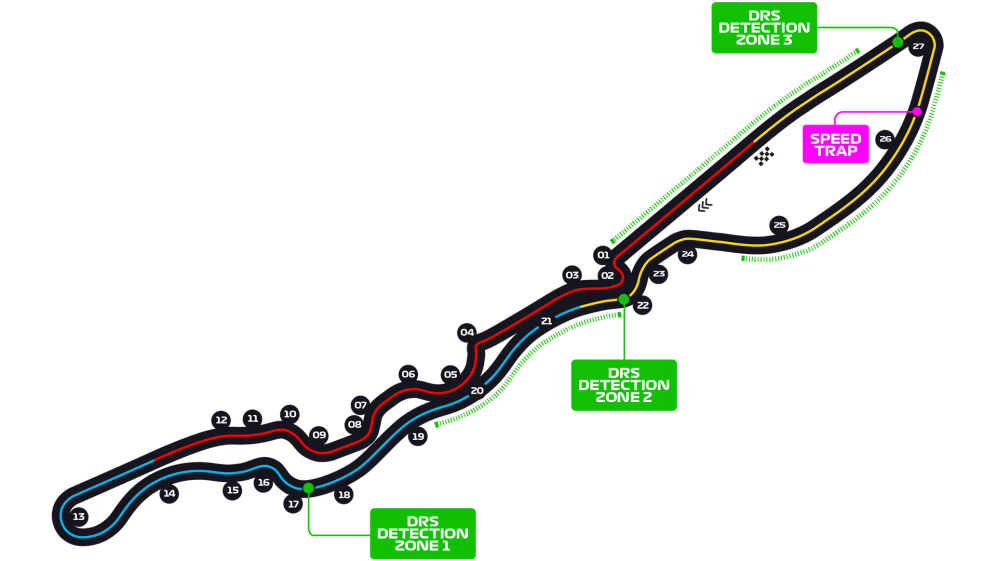 DRS
DETECTION
ZONE 3
27
SPEED
TRAP
26
25
01
24
03
02
23
22
21
04
DRS
DETECTION
ZONE 2
06
05
20
07
12
11
10
08
09
19
16
15
14
18
17
13
DRS
DETECTION
ZONE 1